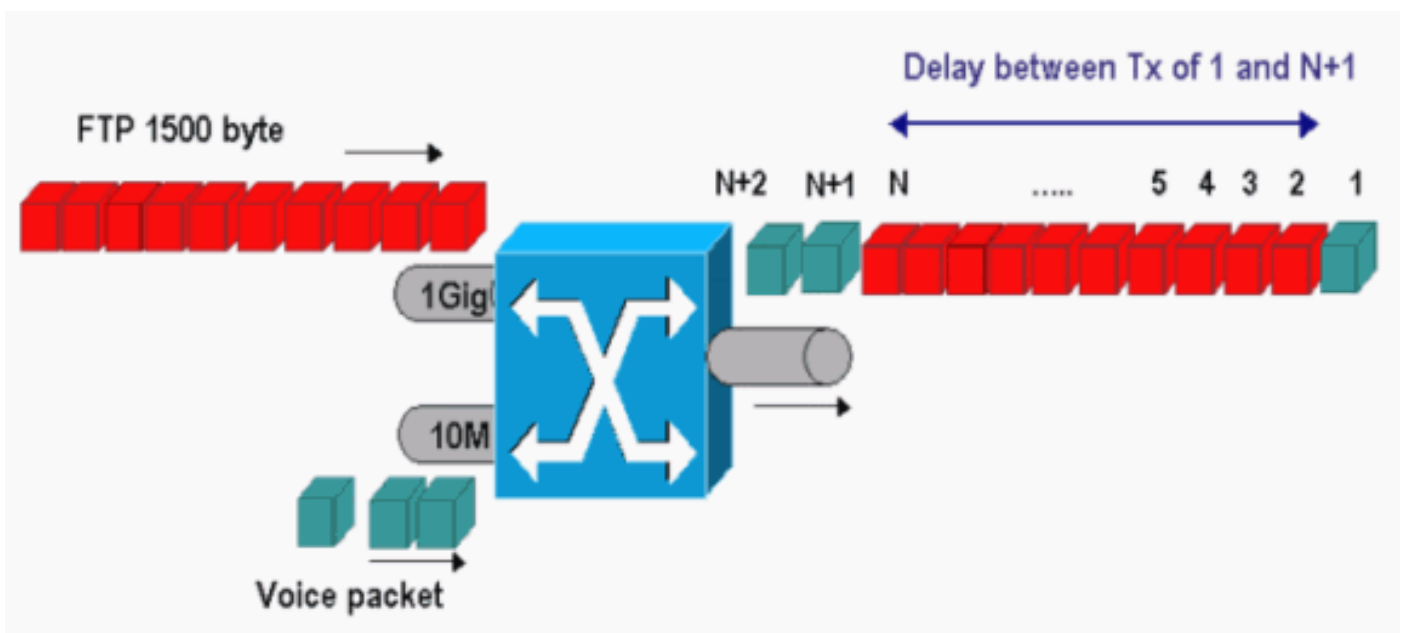 Delay between Tx of 1 and N+1
FTP 1500 byte
N+2 N+1 N ..... 5 4 3 2 1
1Gig
10M
Voice packet